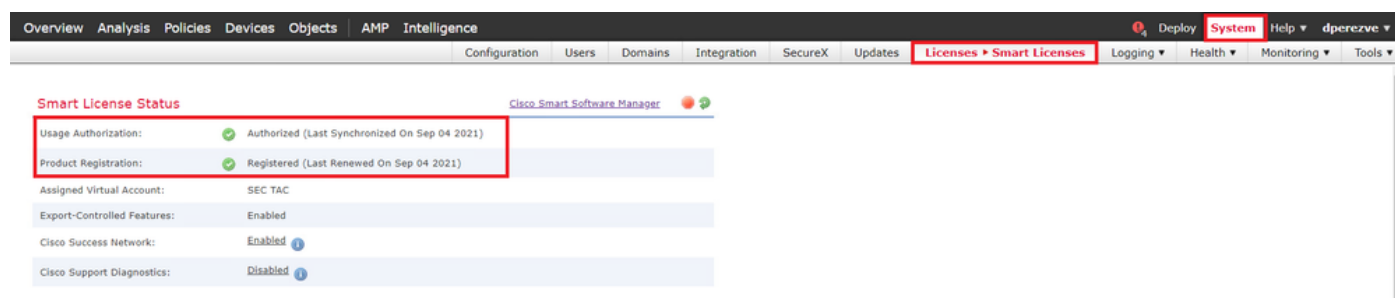 Overview Analysis Policies Devices Objects AMP Intelligence 4 Deploy System Help ▾ dperezve ▾
Configuration Users Domains Integration SecureX Updates Licenses ▸ Smart Licenses Logging ▾ Health ▾ Monitoring ▾ Tools ▾
Smart License Status Cisco Smart Software Manager
Usage Authorization: Authorized (Last Synchronized On Sep 04 2021)
Product Registration: Registered (Last Renewed On Sep 04 2021)
Assigned Virtual Account: SEC TAC
Export-Controlled Features: Enabled
Cisco Success Network: Enabled
Cisco Support Diagnostics: Disabled